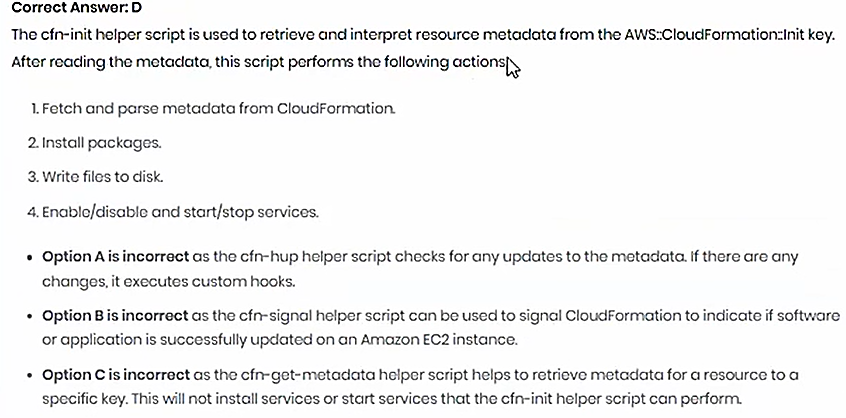 Correct Answer: D
The cfn-init helper script is used to retrieve and interpret resource metadata from the AWS::CloudFormation::Init key.
After reading the metadata, this script performs the following actions
1. Fetch and parse metadata from CloudFormation.
2. Install packages.
3. Write files to disk.
4. Enable/disable and start/stop services.
• Option A is incorrect as the cfn-hup helper script checks for any updates to the metadata. If there are any
changes, it executes custom hooks.
• Option B is incorrect as the cfn-signal helper script can be used to signal CloudFormation to indicate if software
or application is successfully updated on an Amazon EC2 instance.
• Option C is incorrect as the cfn-get-metadata helper script helps to retrieve metadata for a resource to a
specific key. This will not install services or start services that the cfn-init helper script can perform.